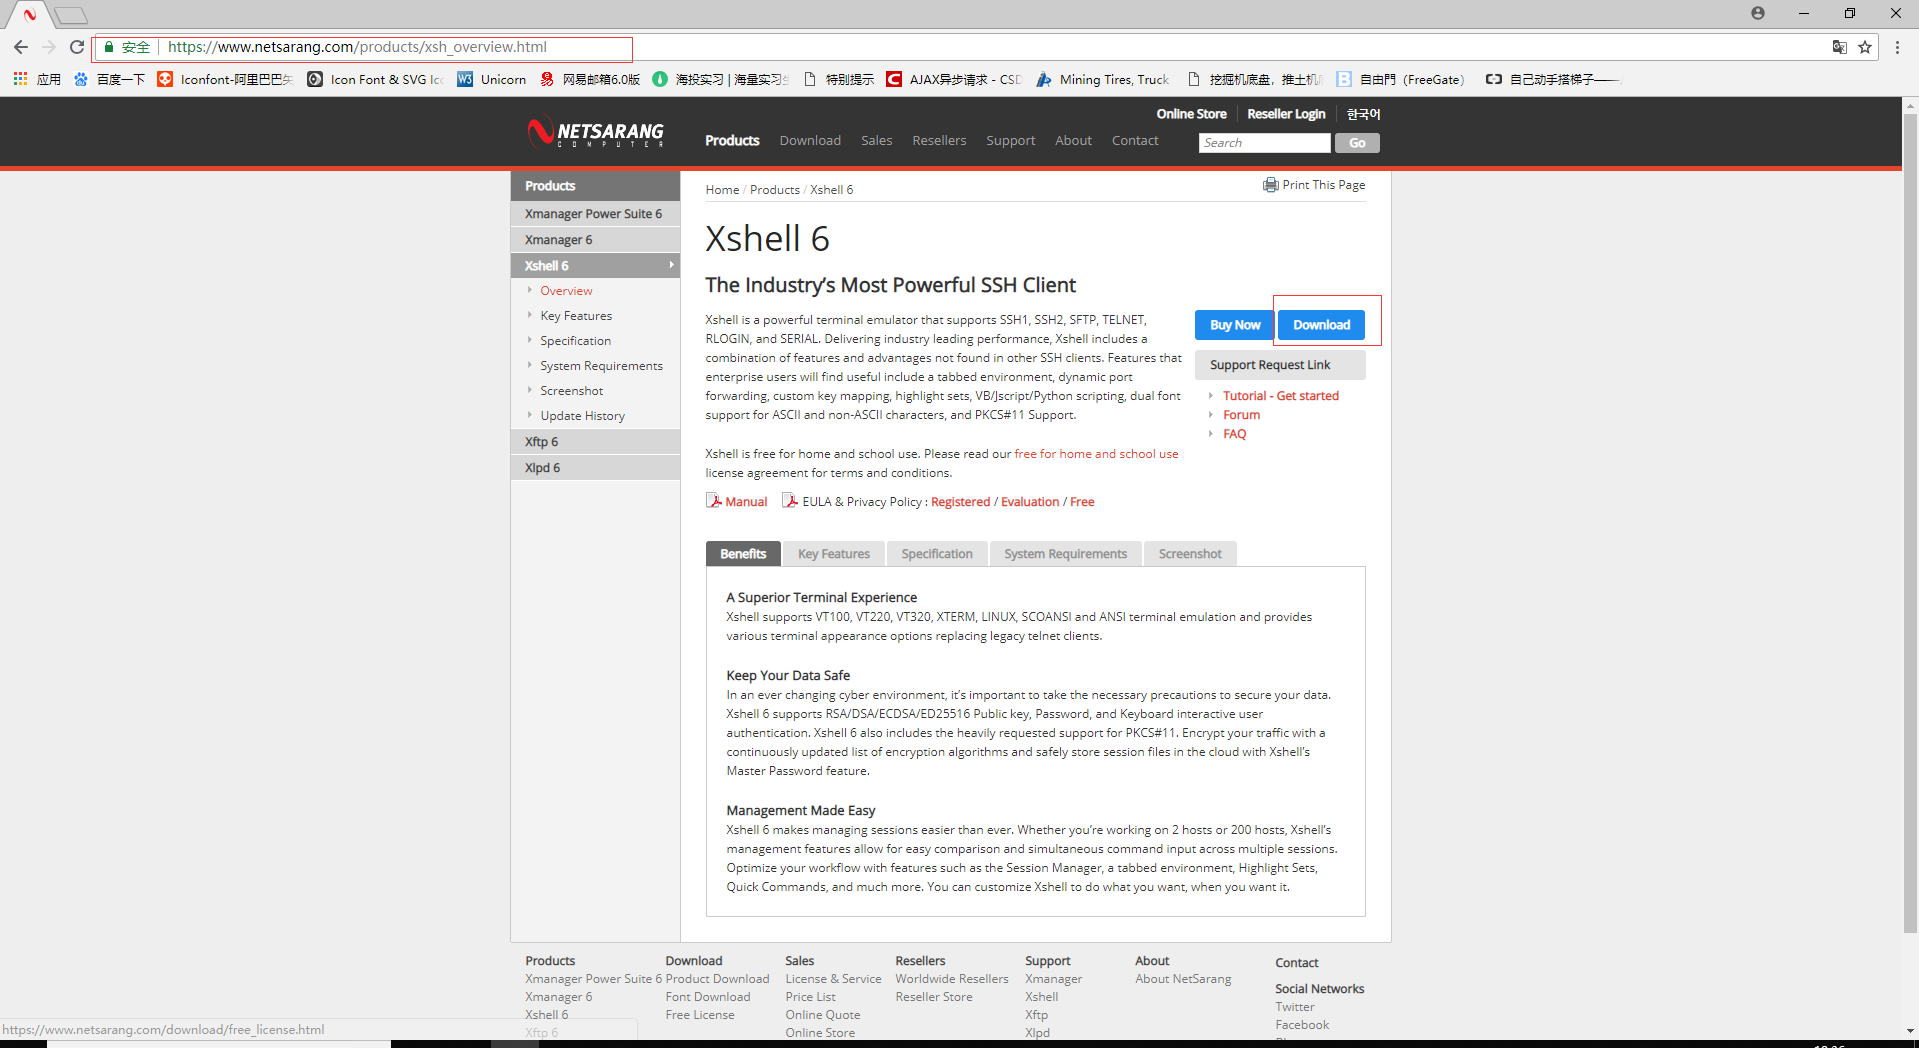 安全 https://www.netsarang.com/products/xsh_overview.html
应用 百度一下 Iconfont-阿里巴巴矢 Icon Font & SVG Ic Unicorn 网易邮箱6.0版 海投实习 | 海量实习生 特别提示 AJAX异步请求 - CSD Mining Tires, Truck 挖掘机底盘，推土机 自由門（FreeGate） 自己动手搭梯子——
Online Store Reseller Login 한국어
NETSARANG
COMPUTER
Products Download Sales Resellers Support About Contact Search Go
Products
Xmanager Power Suite 6
Xmanager 6
Xshell 6
Overview
Key Features
Specification
System Requirements
Screenshot
Update History
Xftp 6
Xlpd 6
Home / Products / Xshell 6
Print This Page
Xshell 6
The Industry's Most Powerful SSH Client
Xshell is a powerful terminal emulator that supports SSH1, SSH2, SFTP, TELNET,
RLOGIN, and SERIAL. Delivering industry leading performance, Xshell includes a
combination of features and advantages not found in other SSH clients. Features that
enterprise users will find useful include a tabbed environment, dynamic port
forwarding, custom key mapping, highlight sets, VB/Jscript/Python scripting, dual font
support for ASCII and non-ASCII characters, and PKCS#11 Support.
Xshell is free for home and school use. Please read our free for home and school use
license agreement for terms and conditions.
Manual EULA & Privacy Policy : Registered / Evaluation / Free
Buy Now Download
Support Request Link
Tutorial - Get started
Forum
FAQ
Benefits Key Features Specification System Requirements Screenshot
A Superior Terminal Experience
Xshell supports VT100, VT220, VT320, XTERM, LINUX, SCOANSI and ANSI terminal emulation and provides
various terminal appearance options replacing legacy telnet clients.
Keep Your Data Safe
In an ever changing cyber environment, it's important to take the necessary precautions to secure your data.
Xshell 6 supports RSA/DSA/ECDSA/ED25516 Public key, Password, and Keyboard interactive user
authentication. Xshell 6 also includes the heavily requested support for PKCS#11. Encrypt your traffic with a
continuously updated list of encryption algorithms and safely store session files in the cloud with Xshell's
Master Password feature.
Management Made Easy
Xshell 6 makes managing sessions easier than ever. Whether you're working on 2 hosts or 200 hosts, Xshell's
management features allow for easy comparison and simultaneous command input across multiple sessions.
Optimize your workflow with features such as the Session Manager, a tabbed environment, Highlight Sets,
Quick Commands, and much more. You can customize Xshell to do what you want, when you want it.
Products
Xmanager Power Suite 6
Xmanager 6
Xshell 6
Xftp 6
Download
Product Download
Font Download
Free License
Sales
License & Service
Price List
Online Quote
Online Store
Resellers
Worldwide Resellers
Reseller Store
Support
Xmanager
Xshell
Xftp
Xlpd
About
About NetSarang
Contact
Social Networks
Twitter
Facebook
https://www.netsarang.com/download/free_license.html